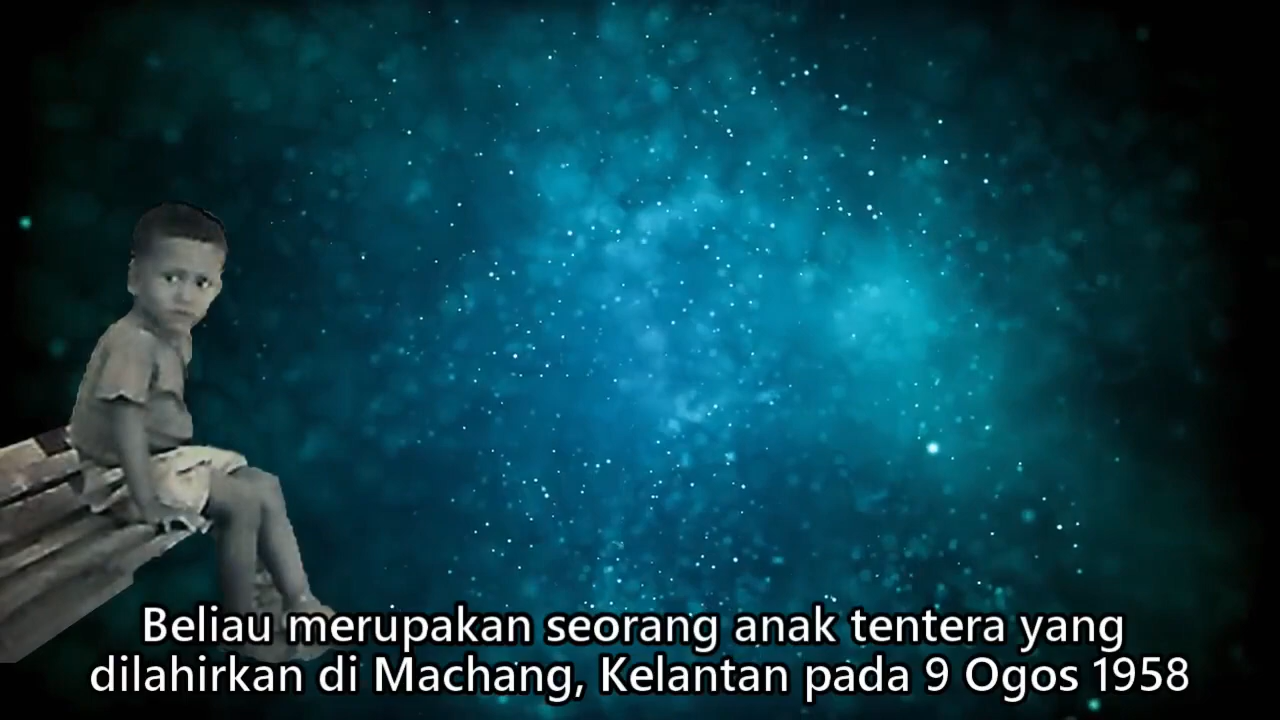 Beliau merupakan seorang anak tentera yang
dilahirkan di Machang, Kelantan pada 9 Ogos 1958